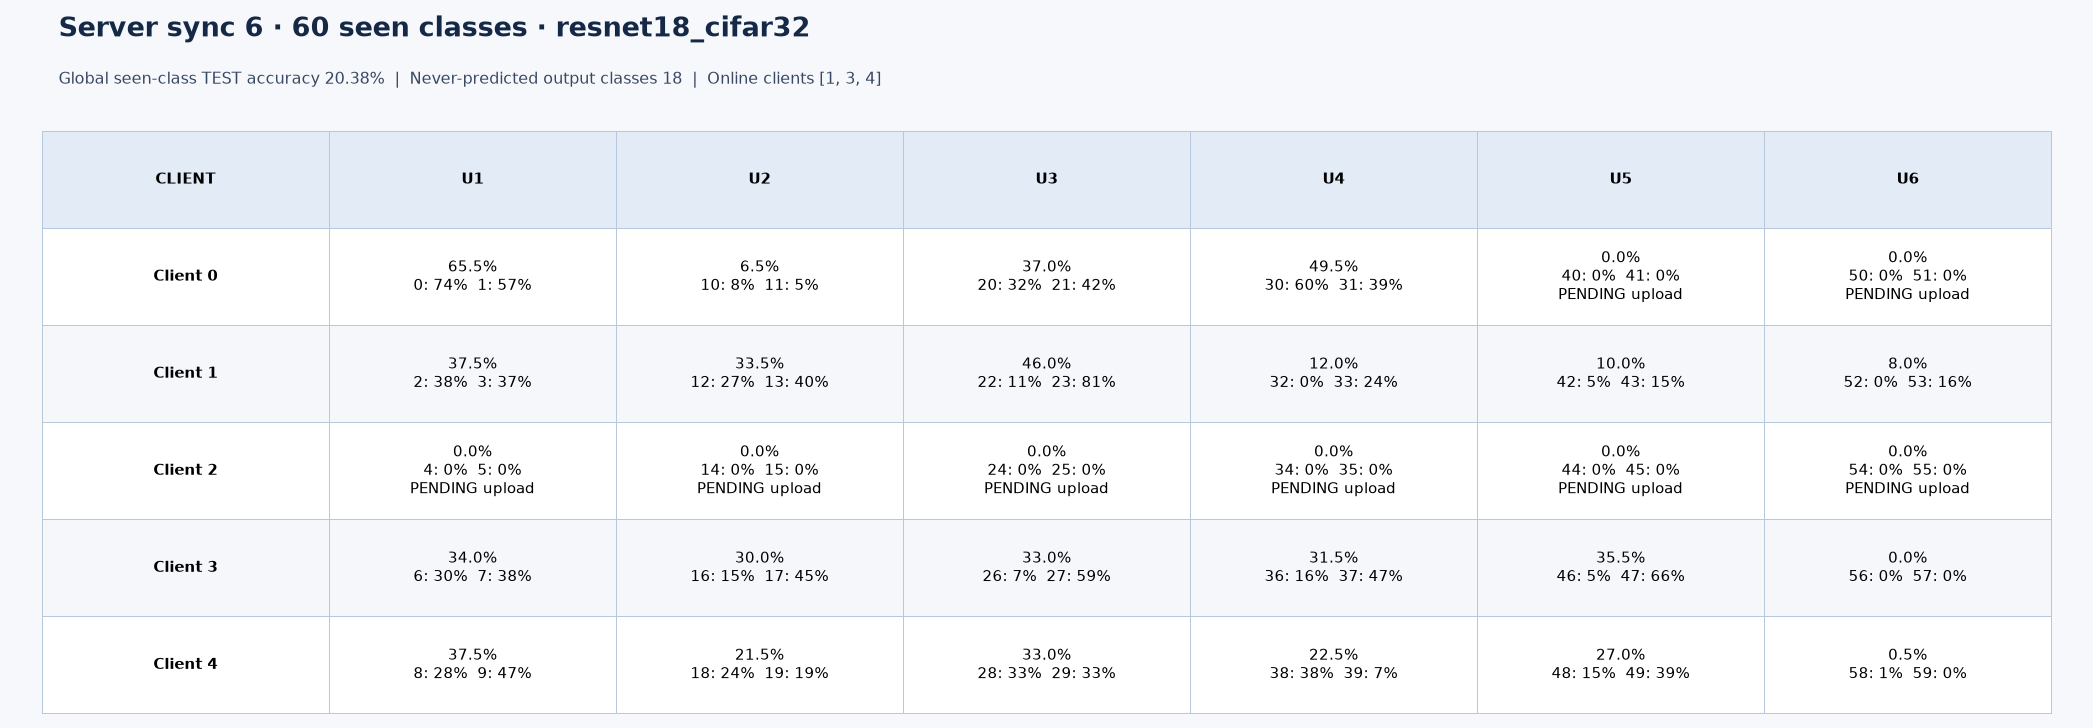 Server sync 6 · 60 seen classes · resnet18_cifar32
Global seen-class TEST accuracy 20.38%  |  Never-predicted output classes 18  |  Online clients [1, 3, 4]
CLIENT U1 U2 U3 U4 U5 U6
Client 0
65.5%
0: 74%  1: 57%
6.5%
10: 8%  11: 5%
37.0%
20: 32%  21: 42%
49.5%
30: 60%  31: 39%
0.0%
40: 0%  41: 0%
PENDING upload
0.0%
50: 0%  51: 0%
PENDING upload
Client 1
37.5%
2: 38%  3: 37%
33.5%
12: 27%  13: 40%
46.0%
22: 11%  23: 81%
12.0%
32: 0%  33: 24%
10.0%
42: 5%  43: 15%
8.0%
52: 0%  53: 16%
Client 2
0.0%
4: 0%  5: 0%
PENDING upload
0.0%
14: 0%  15: 0%
PENDING upload
0.0%
24: 0%  25: 0%
PENDING upload
0.0%
34: 0%  35: 0%
PENDING upload
0.0%
44: 0%  45: 0%
PENDING upload
0.0%
54: 0%  55: 0%
PENDING upload
Client 3
34.0%
6: 30%  7: 38%
30.0%
16: 15%  17: 45%
33.0%
26: 7%  27: 59%
31.5%
36: 16%  37: 47%
35.5%
46: 5%  47: 66%
0.0%
56: 0%  57: 0%
Client 4
37.5%
8: 28%  9: 47%
21.5%
18: 24%  19: 19%
33.0%
28: 33%  29: 33%
22.5%
38: 38%  39: 7%
27.0%
48: 15%  49: 39%
0.5%
58: 1%  59: 0%